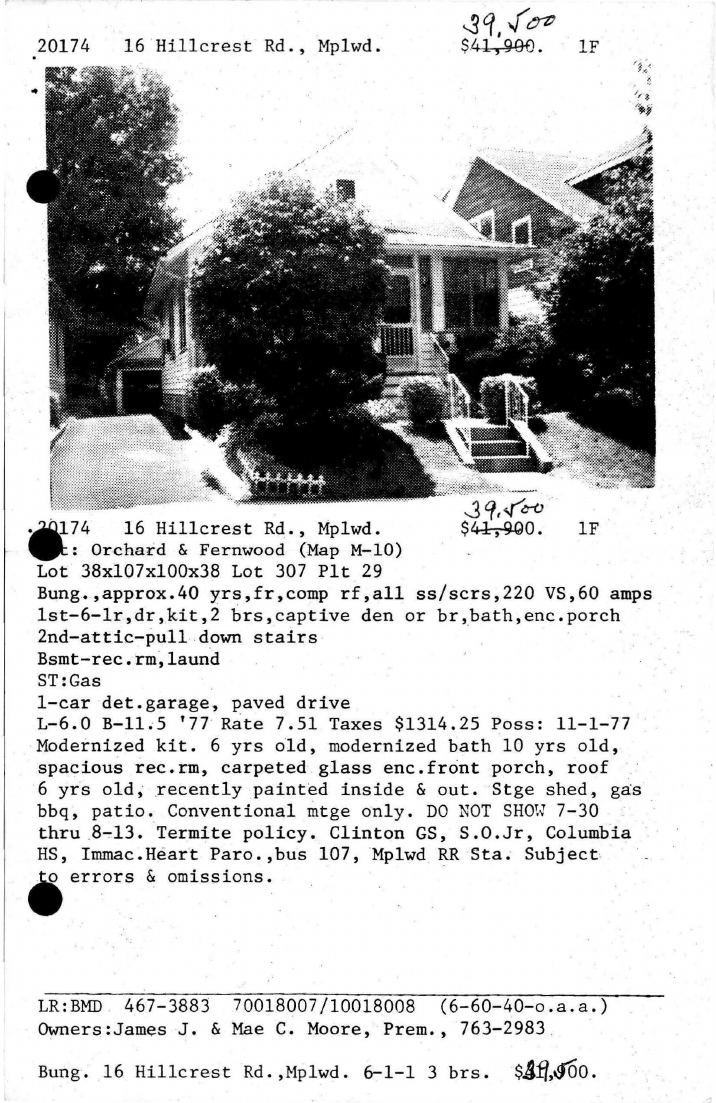 39,500
20174 16 Hillcrest Rd., Mplwd. $41,900. 1F
39,500
20174 16 Hillcrest Rd., Mplwd. $41,900. 1F
t: Orchard & Fernwood (Map M-10)
Lot 38x107x100x38 Lot 307 Plt 29
Bung.,approx.40 yrs,fr,comp rf,all ss/scrs,220 VS,60 amps
1st-6-lr,dr,kit,2 brs,captive den or br,bath,enc.porch
2nd-attic-pull down stairs
Bsmt-rec.rm,laund
ST:Gas
1-car det.garage, paved drive
L-6.0 B-11.5 '77 Rate 7.51 Taxes $1314.25 Poss: 11-1-77
Modernized kit. 6 yrs old, modernized bath 10 yrs old,
spacious rec.rm, carpeted glass enc.front porch, roof
6 yrs old, recently painted inside & out. Stge shed, gas
bbq, patio. Conventional mtge only. DO NOT SHOW 7-30
thru 8-13. Termite policy. Clinton GS, S.O.Jr, Columbia
HS, Immac.Heart Paro.,bus 107, Mplwd RR Sta. Subject
to errors & omissions.
LR:BMD 467-3883 70018007/10018008 (6-60-40-o.a.a.)
Owners:James J. & Mae C. Moore, Prem., 763-2983
Bung. 16 Hillcrest Rd.,Mplwd. 6-1-1 3 brs. $39,500.